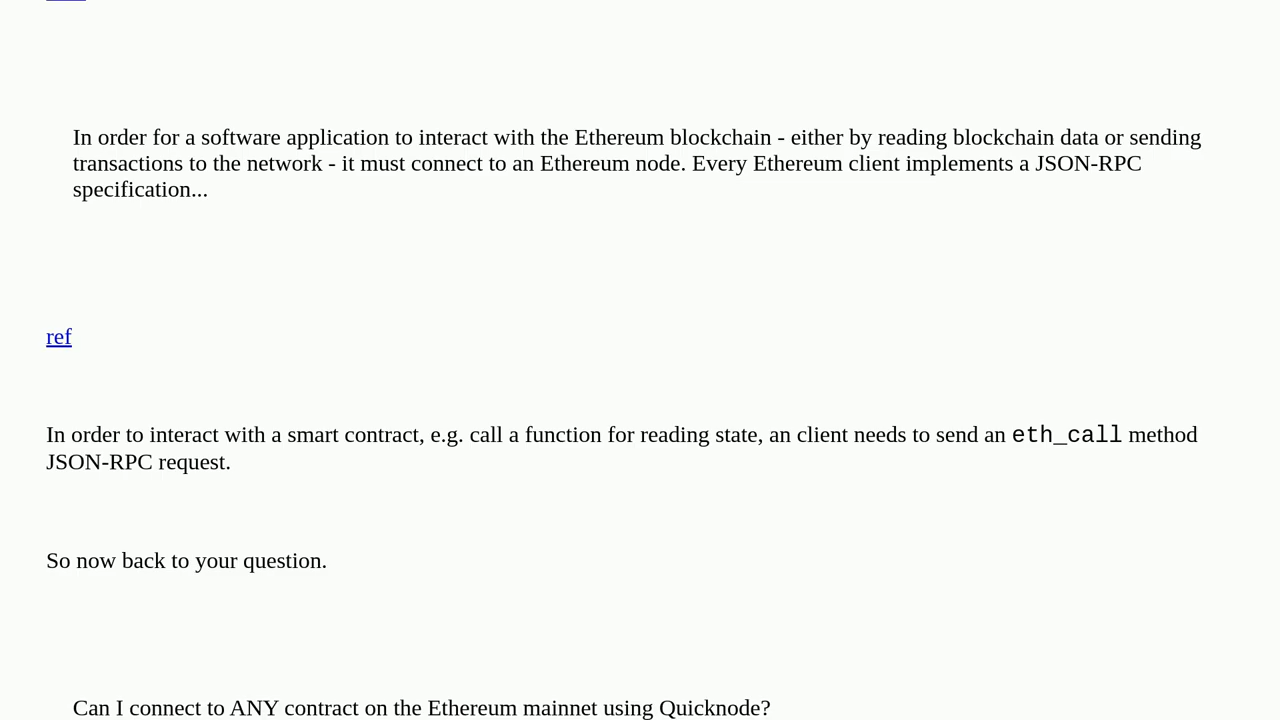 In order for a software application to interact with the Ethereum blockchain - either by reading blockchain data or sending
transactions to the network - it must connect to an Ethereum node. Every Ethereum client implements a JSON-RPC
specification...
ref
In order to interact with a smart contract, e.g. call a function for reading state, an client needs to send an eth_call method
JSON-RPC request.
So now back to your question.
Can I connect to ANY contract on the Ethereum mainnet using Quicknode?